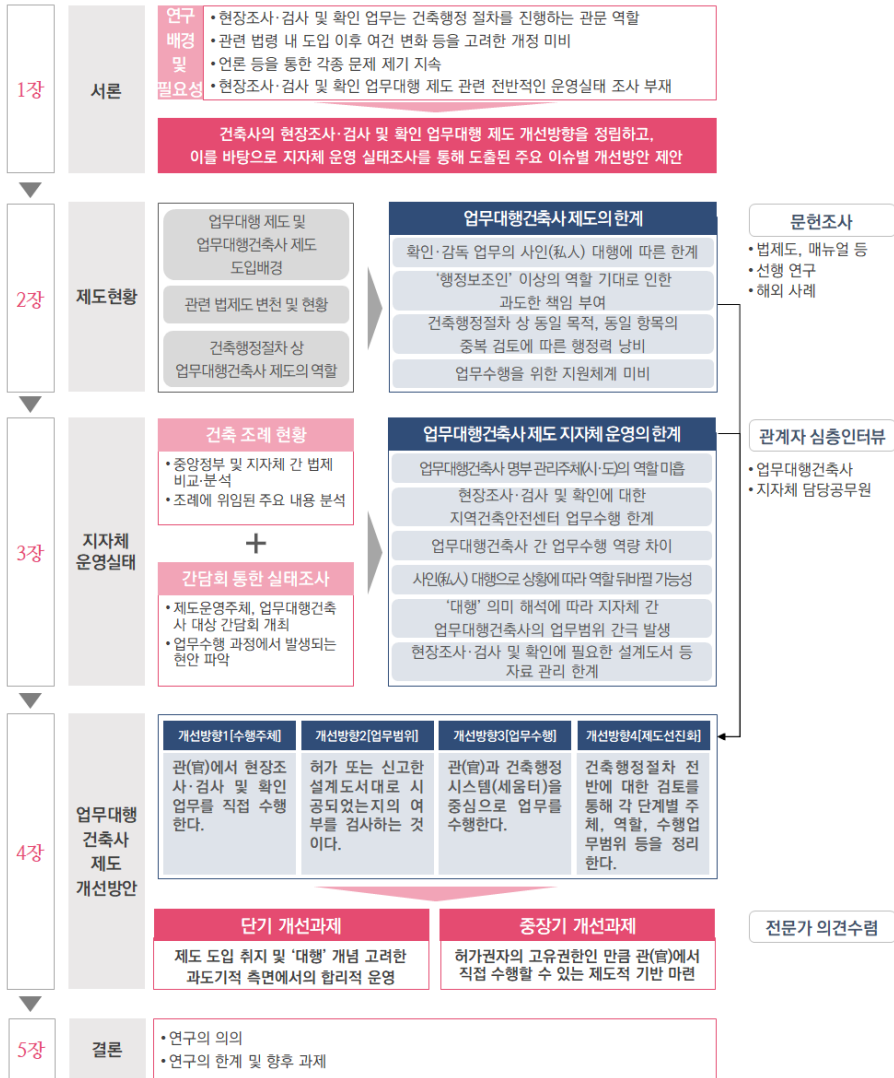 1장
서론
연구
배경
및
필요성
• 현장조사·검사 및 확인 업무는 건축행정 절차를 진행하는 관문 역할
• 관련 법령 내 도입 이후 여건 변화 등을 고려한 개정 미비
• 언론 등을 통한 각종 문제 제기 지속
• 현장조사·검사 및 확인 업무대행 제도 관련 전반적인 운영실태 조사 부재
건축사의 현장조사·검사 및 확인 업무대행 제도 개선방향을 정립하고,
이를 바탕으로 지자체 운영 실태조사를 통해 도출된 주요 이슈별 개선방안 제안
2장
제도현황
업무대행 제도 및
업무대행건축사 제도
도입배경
관련 법제도 변천 및 현황
건축행정절차 상
업무대행건축사 제도의 역할
업무대행건축사 제도의 한계
확인·감독 업무의 사인(私人) 대행에 따른 한계
‘행정보조인’ 이상의 역할 기대로 인한
과도한 책임 부여
건축행정절차 상 동일 목적, 동일 항목의
중복 검토에 따른 행정력 낭비
업무수행을 위한 지원체계 미비
문헌조사
• 법제도, 매뉴얼 등
• 선행 연구
• 해외 사례
3장
지자체
운영실태
건축 조례 현황
• 중앙정부 및 지자체 간 법제
비교·분석
• 조례에 위임된 주요 내용 분석
+
간담회 통한 실태조사
• 제도운영주체, 업무대행건축
사 대상 간담회 개최
• 업무수행 과정에서 발생되는
현안 파악
업무대행건축사 제도 지자체 운영의 한계
업무대행건축사 명부 관리주체(시·도)의 역할 미흡
현장조사·검사 및 확인에 대한
지역건축안전센터 업무수행 한계
업무대행건축사 간 업무수행 역량 차이
사인(私人) 대행으로 상황에 따라 역할 뒤바뀔 가능성
‘대행’ 의미 해석에 따라 지자체 간
업무대행건축사의 업무범위 간극 발생
현장조사·검사 및 확인에 필요한 설계도서 등
자료 관리 한계
관계자 심층인터뷰
• 업무대행건축사
• 지자체 담당공무원
4장
업무대행
건축사
제도
개선방안
개선방향1[수행주체]
관(官)에서 현장조
사·검사 및 확인
업무를 직접 수행
한다.
개선방향2[업무범위]
허가 또는 신고한
설계도서대로 시
공되었는지의 여
부를 검사하는 것
이다.
개선방향3[업무수행]
관(官)과 건축행정
시스템(세움터)을
중심으로 업무를
수행한다.
개선방향4[제도선진화]
건축행정절차 전
반에 대한 검토를
통해 각 단계별 주
체, 역할, 수행업
무범위 등을 정리
한다.
단기 개선과제
제도 도입 취지 및 ‘대행’ 개념 고려한
과도기적 측면에서의 합리적 운영
중장기 개선과제
허가권자의 고유권한인 만큼 관(官)에서
직접 수행할 수 있는 제도적 기반 마련
전문가 의견수렴
5장
결론
• 연구의 의의
• 연구의 한계 및 향후 과제